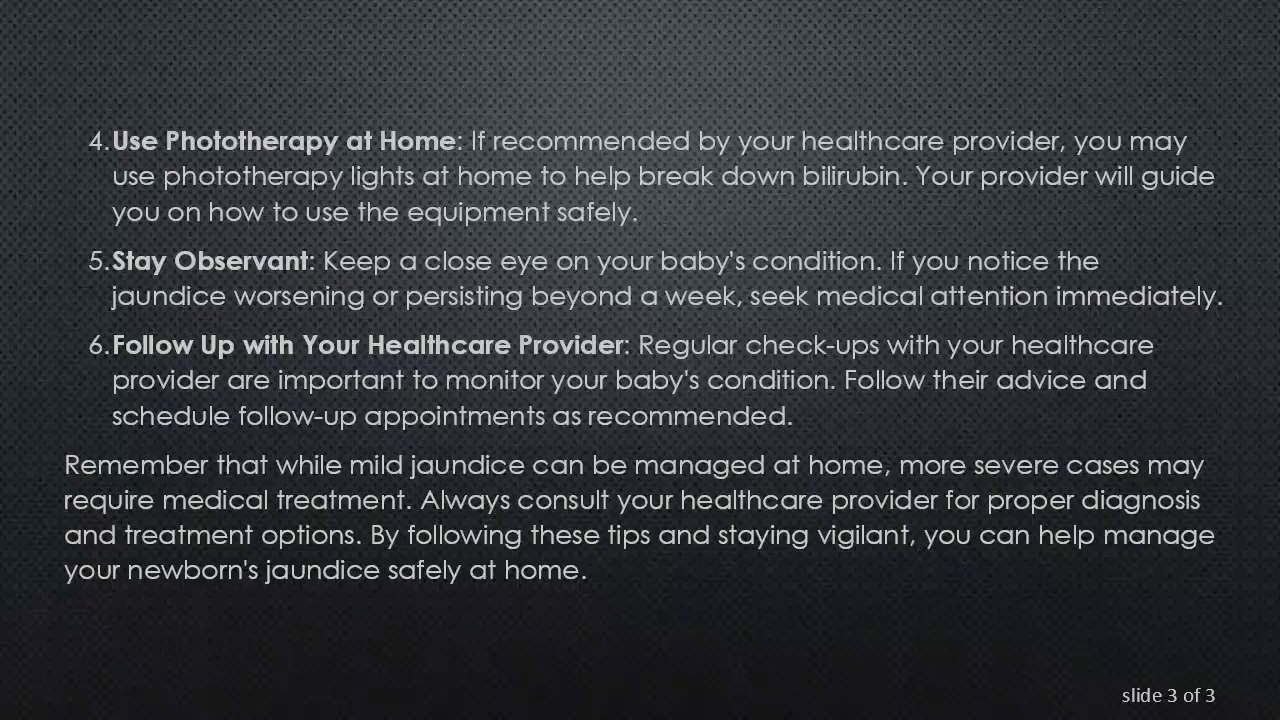 4. Use Phototherapy at Home: If recommended by your healthcare provider, you may
use phototherapy lights at home to help break down bilirubin. Your provider will guide
you on how to use the equipment safely.
5. Stay Observant: Keep a close eye on your baby's condition. If you notice the
jaundice worsening or persisting beyond a week, seek medical attention immediately.
6. Follow Up with Your Healthcare Provider: Regular check-ups with your healthcare
provider are important to monitor your baby's condition. Follow their advice and
schedule follow-up appointments as recommended.
Remember that while mild jaundice can be managed at home, more severe cases may
require medical treatment. Always consult your healthcare provider for proper diagnosis
and treatment options. By following these tips and staying vigilant, you can help manage
your newborn's jaundice safely at home.
slide 3 of 3